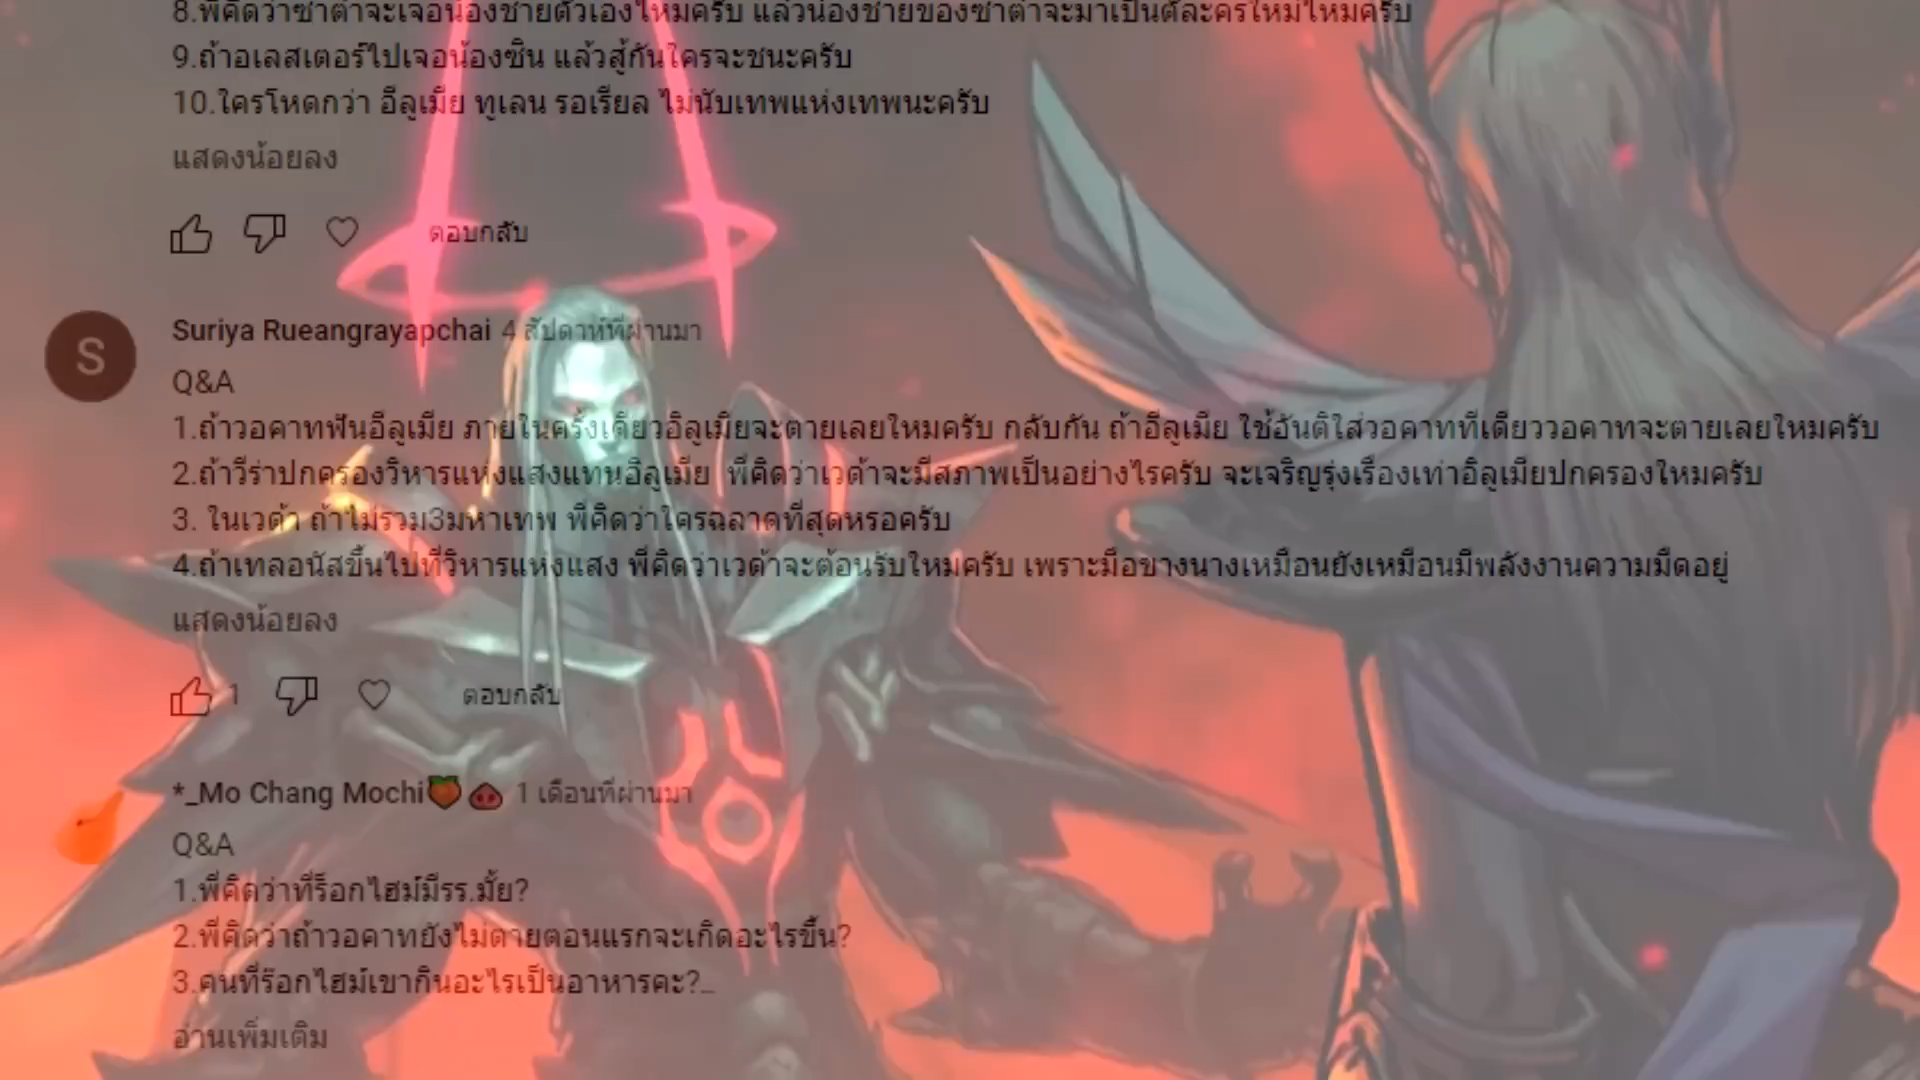 8.พี่คิดว่าซาต้าจะเจอน้องชายตัวเองไหมครับ แล้วน้องชายของซาต้าจะมาเป็นตัละครใหม่ไหมครับ
9.ถ้าอเลสเตอร์ไปเจอน้องซิน แล้วสู้กันใครจะชนะครับ
10.ใครโหดกว่า อีลูเมีย ทูเลน รอเรียล ไม่นับเทพแห่งเทพนะครับ
แสดงน้อยลง
ตอบกลับ
S
Suriya Rueangrayapchai 4 สัปดาห์ที่ผ่านมา
Q&A
1.ถ้าวอคาทฟันอีลูเมีย ภายในครั้งเดียวอิลูเมียจะตายเลยใหมครับ กลับกัน ถ้าอีลูเมีย ใช้อันติใส่วอคาททีเดียววอคาทจะตายเลยใหมครับ
2.ถ้าวีร่าปกครองวิหารแห่งแสงแทนอิลูเมีย พี่คิดว่าเวด้าจะมีสภาพเป็นอย่างไรครับ จะเจริญรุ่งเรืองเท่าอิลูเมียปกครองใหมครับ
3. ในเวด้า ถ้าไม่รวม3มหาเทพ พี่คิดว่าใครฉลาดที่สุดหรอครับ
4.ถ้าเทลอนัสขึ้นไปที่วิหารแห่งแสง พี่คิดว่าเวด้าจะต้อนรับใหมครับ เพราะมือข้างนางเหมือนยังเหมือนมีพลังงานความมืดอยู่
แสดงน้อยลง
1
ตอบกลับ
*_Mo Chang Mochi🍑🐽 1 เดือนที่ผ่านมา
Q&A
1.พี่คิดว่าที่ร็อกไฮม์มีรร.มั้ย?
2.พี่คิดว่าถ้าวอคาทยังไม่ตายตอนแรกจะเกิดอะไรขึ้น?
3.คนที่ร๊อกไฮม์เขากินอะไรเป็นอาหารคะ?...
อ่านเพิ่มเติม